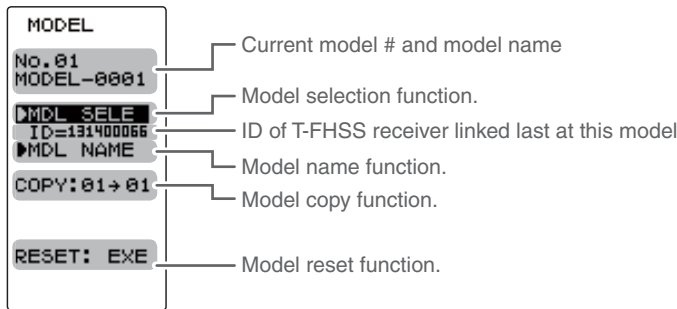 MODEL
No.01
MODEL-0001
Current model # and model name
▶MDL SELE
Model selection function.
ID=131400066
ID of T-FHSS receiver linked last at this model
▶MDL NAME
Model name function.
COPY:01→01
Model copy function.
RESET: EXE
Model reset function.